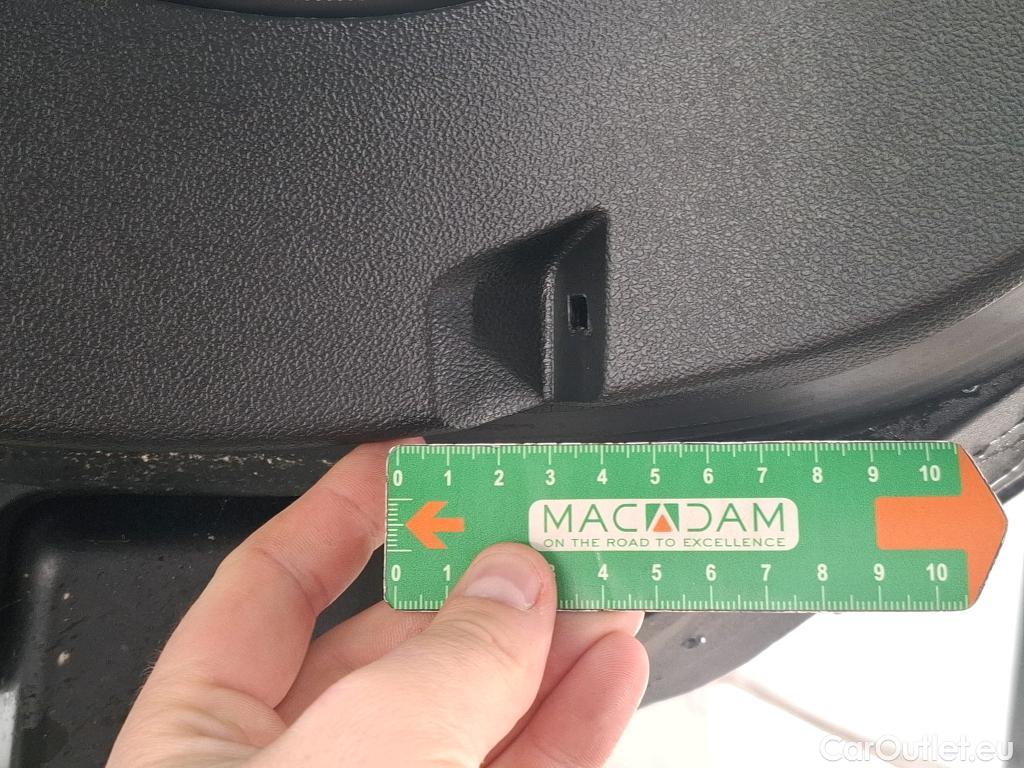 0 1 2 3 4 5 6 7 8 9 10
MACADAM
ON THE ROAD TO EXCELLENCE
0 1 3 4 5 6 7 8 9 10
CarOutlet.eu